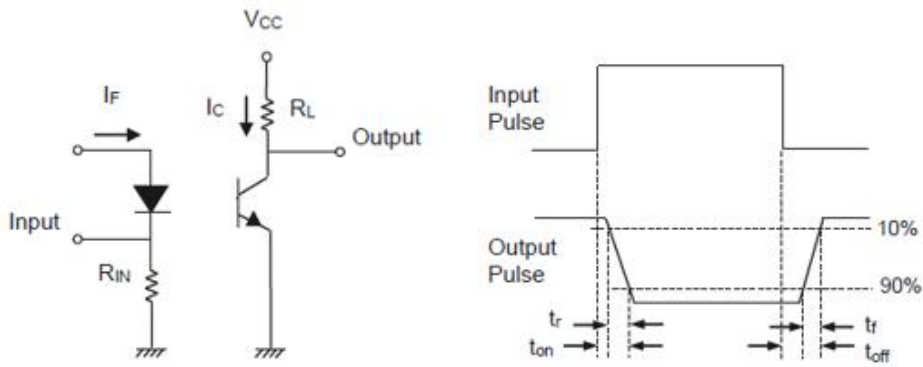 VCC
IF
IC
RL
Output
Input
RIN
Input
Pulse
Output
Pulse
10%
90%
tr
tf
ton
toff